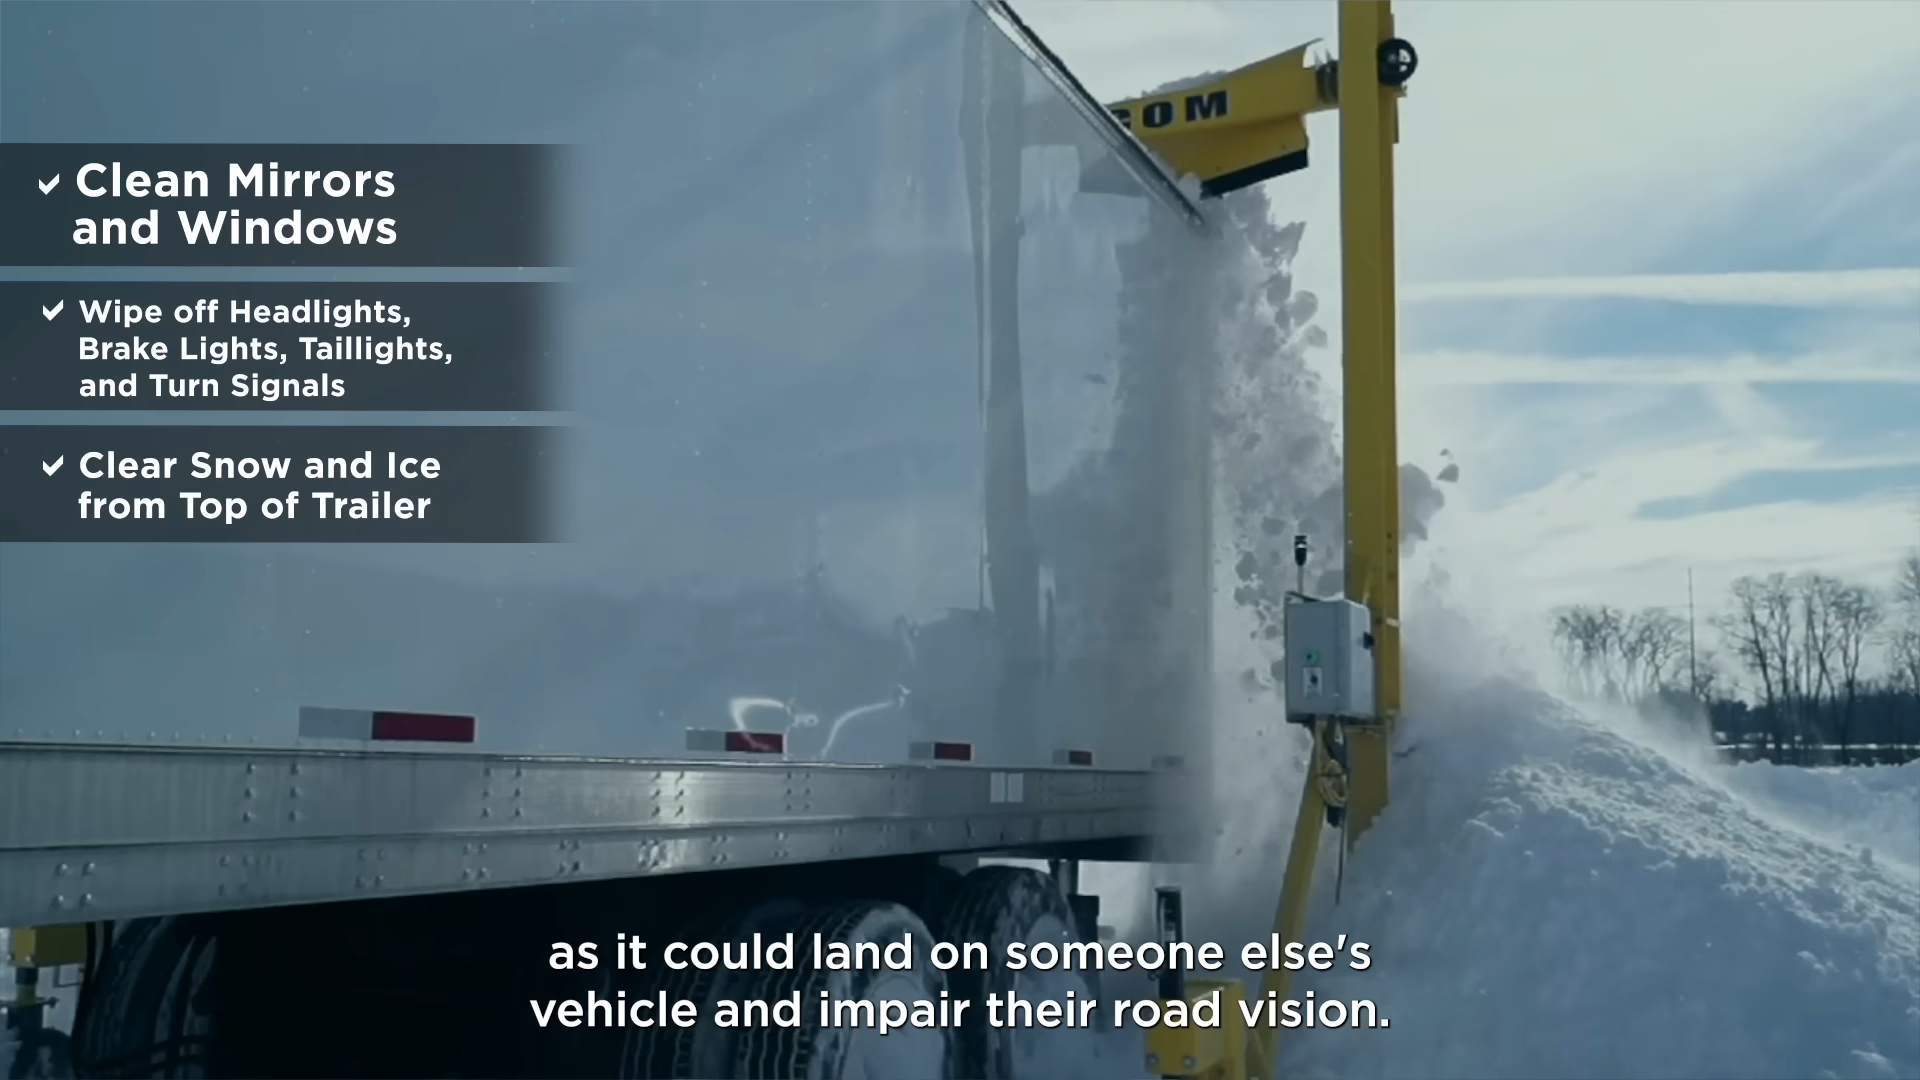 COM
Clean Mirrors
and Windows
Wipe off Headlights,
Brake Lights, Taillights,
and Turn Signals
Clear Snow and Ice
from Top of Trailer
as it could land on someone else's
vehicle and impair their road vision.